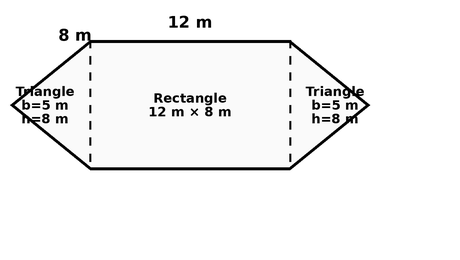 12 m
8 m
Triangle
b=5 m
h=8 m
Rectangle
12 m × 8 m
Triangle
b=5 m
h=8 m